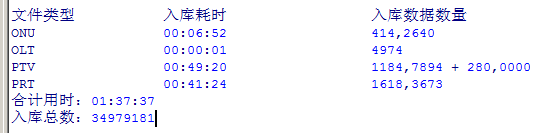 文件类型 入库耗时 入库数据数量
ONU 00:06:52 414,2640
OLT 00:00:01 4974
PTV 00:49:20 1184,7894 + 280,0000
PRT 00:41:24 1618,3673
合计用时：01:37:37
入库总数：34979181